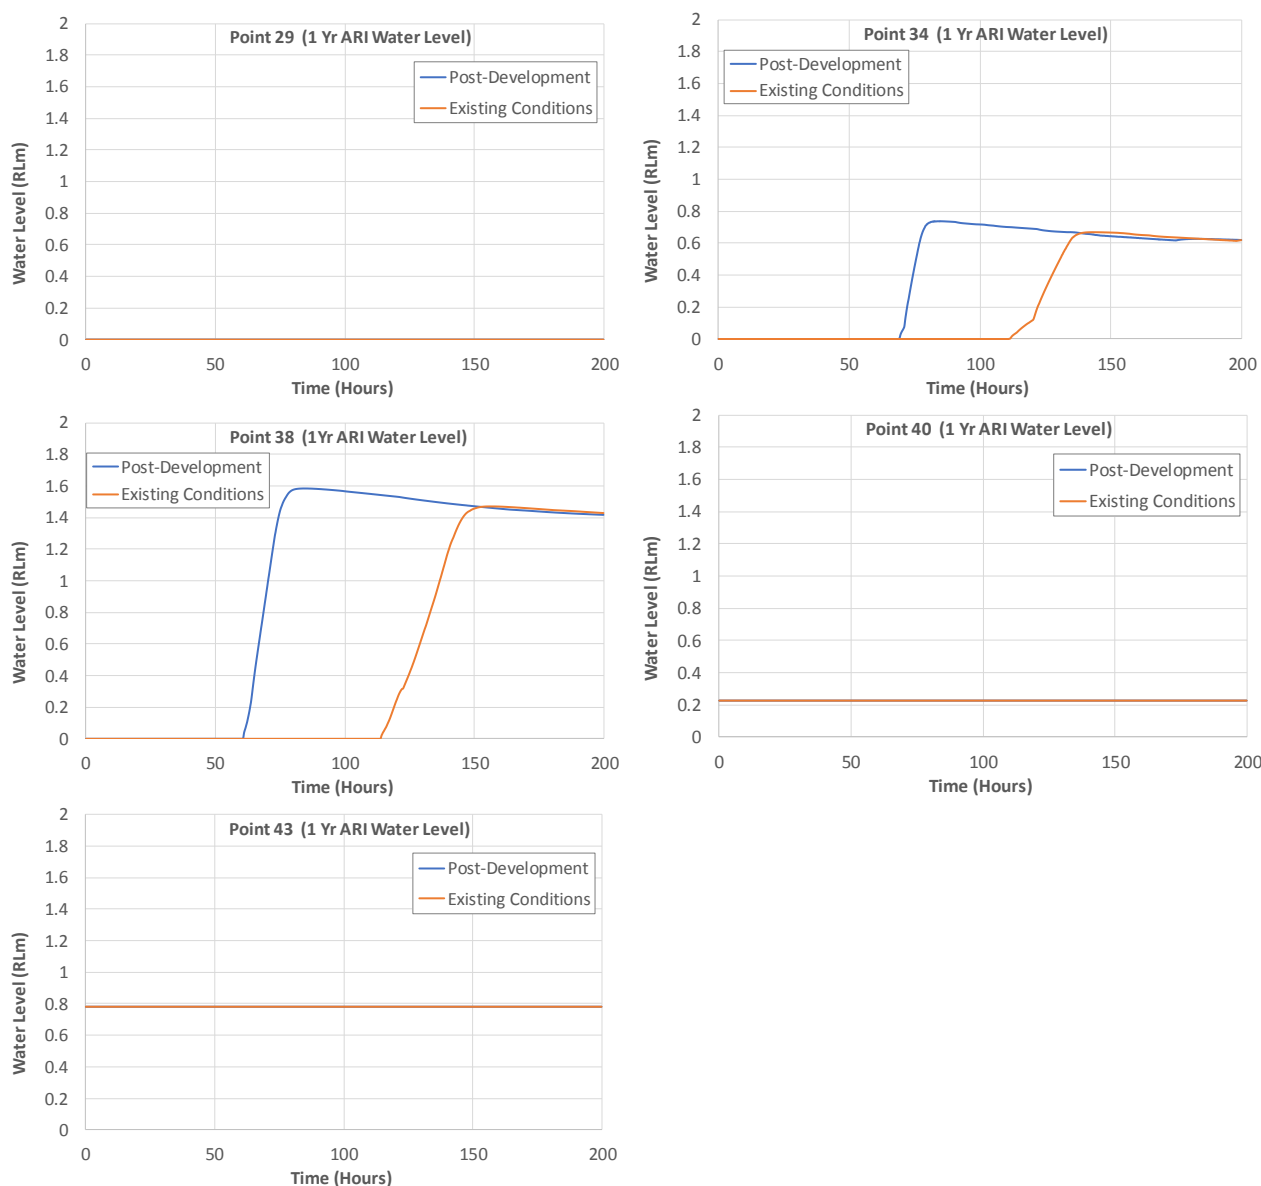 Point 29 (1 Yr ARI Water Level)
Post-Development
Existing Conditions
Water Level (RLm)
2
1.8
1.6
1.4
1.2
1
0.8
0.6
0.4
0.2
0
0 50 100 150 200
Time (Hours)
Point 34 (1 Yr ARI Water Level)
Post-Development
Existing Conditions
Water Level (RLm)
2
1.8
1.6
1.4
1.2
1
0.8
0.6
0.4
0.2
0
0 50 100 150 200
Time (Hours)
Point 38 (1Yr ARI Water Level)
Post-Development
Existing Conditions
Water Level (RLm)
2
1.8
1.6
1.4
1.2
1
0.8
0.6
0.4
0.2
0
0 50 100 150 200
Time (Hours)
Point 40 (1 Yr ARI Water Level)
Post-Development
Existing Conditions
Water Level (RLm)
2
1.8
1.6
1.4
1.2
1
0.8
0.6
0.4
0.2
0
0 50 100 150 200
Time (Hours)
Point 43 (1 Yr ARI Water Level)
Post-Development
Existing Conditions
Water Level (RLm)
2
1.8
1.6
1.4
1.2
1
0.8
0.6
0.4
0.2
0
0 50 100 150 200
Time (Hours)